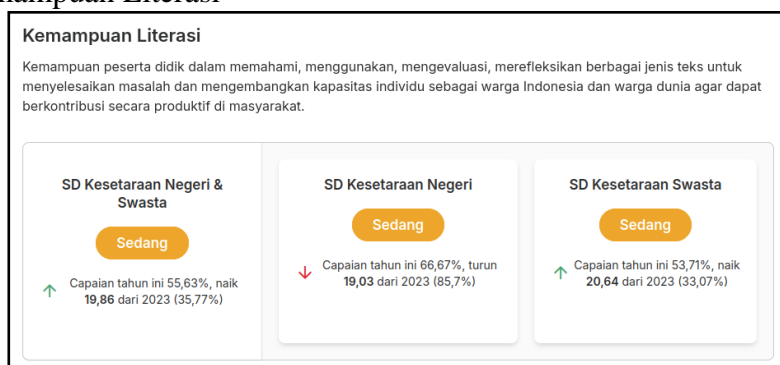 Kemampuan Literasi
Kemampuan peserta didik dalam memahami, menggunakan, mengevaluasi, merefleksikan berbagai jenis teks untuk
menyelesaikan masalah dan mengembangkan kapasitas individu sebagai warga Indonesia dan warga dunia agar dapat
berkontribusi secara produktif di masyarakat.
SD Kesetaraan Negeri &
Swasta
Sedang
Capaian tahun ini 55,63%, naik
19,86 dari 2023 (35,77%)
SD Kesetaraan Negeri
Sedang
Capaian tahun ini 66,67%, turun
19,03 dari 2023 (85,7%)
SD Kesetaraan Swasta
Sedang
Capaian tahun ini 53,71%, naik
20,64 dari 2023 (33,07%)